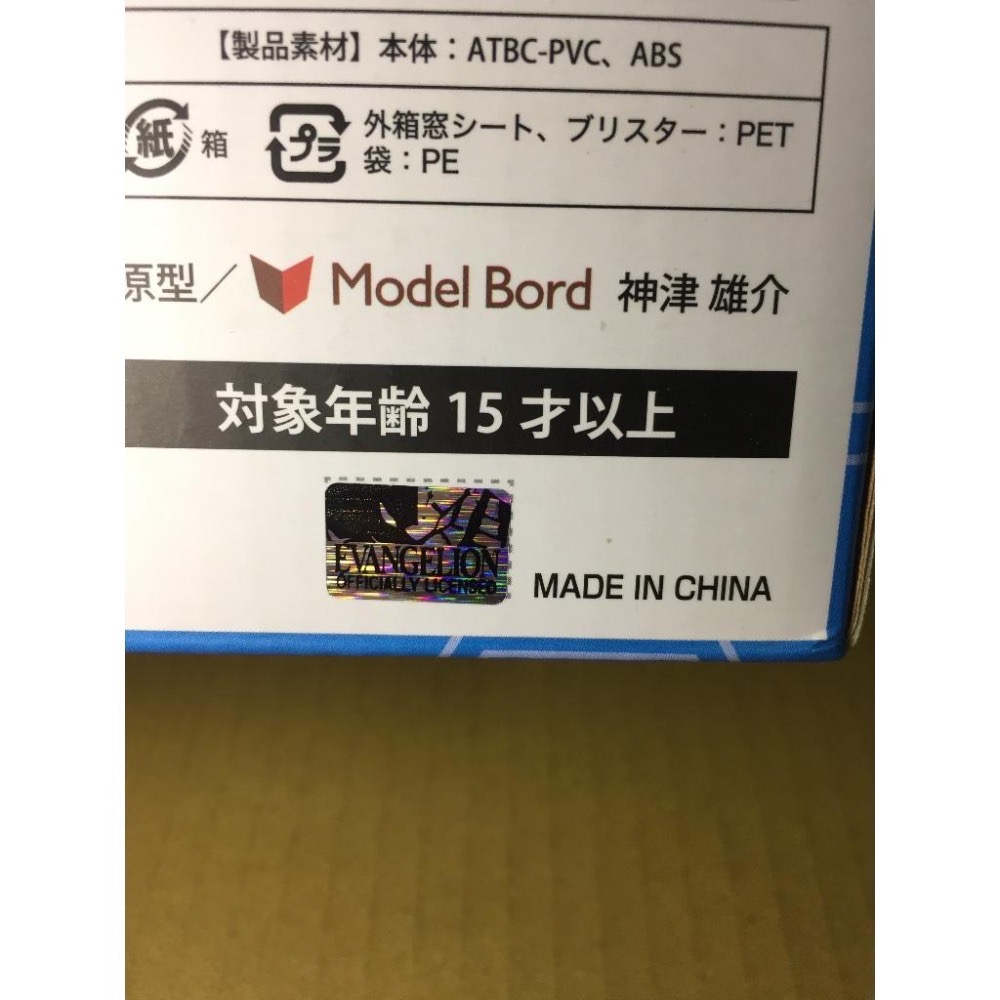 【製品素材】本体：ATBC-PVC、ABS
紙 箱
プラ 外箱窓シート、ブリスター：PET
袋：PE
原型／ Model Bord 神津 雄介
対象年齢 15 才以上
EVANGELION
OFFICIALLY LICENSED
MADE IN CHINA